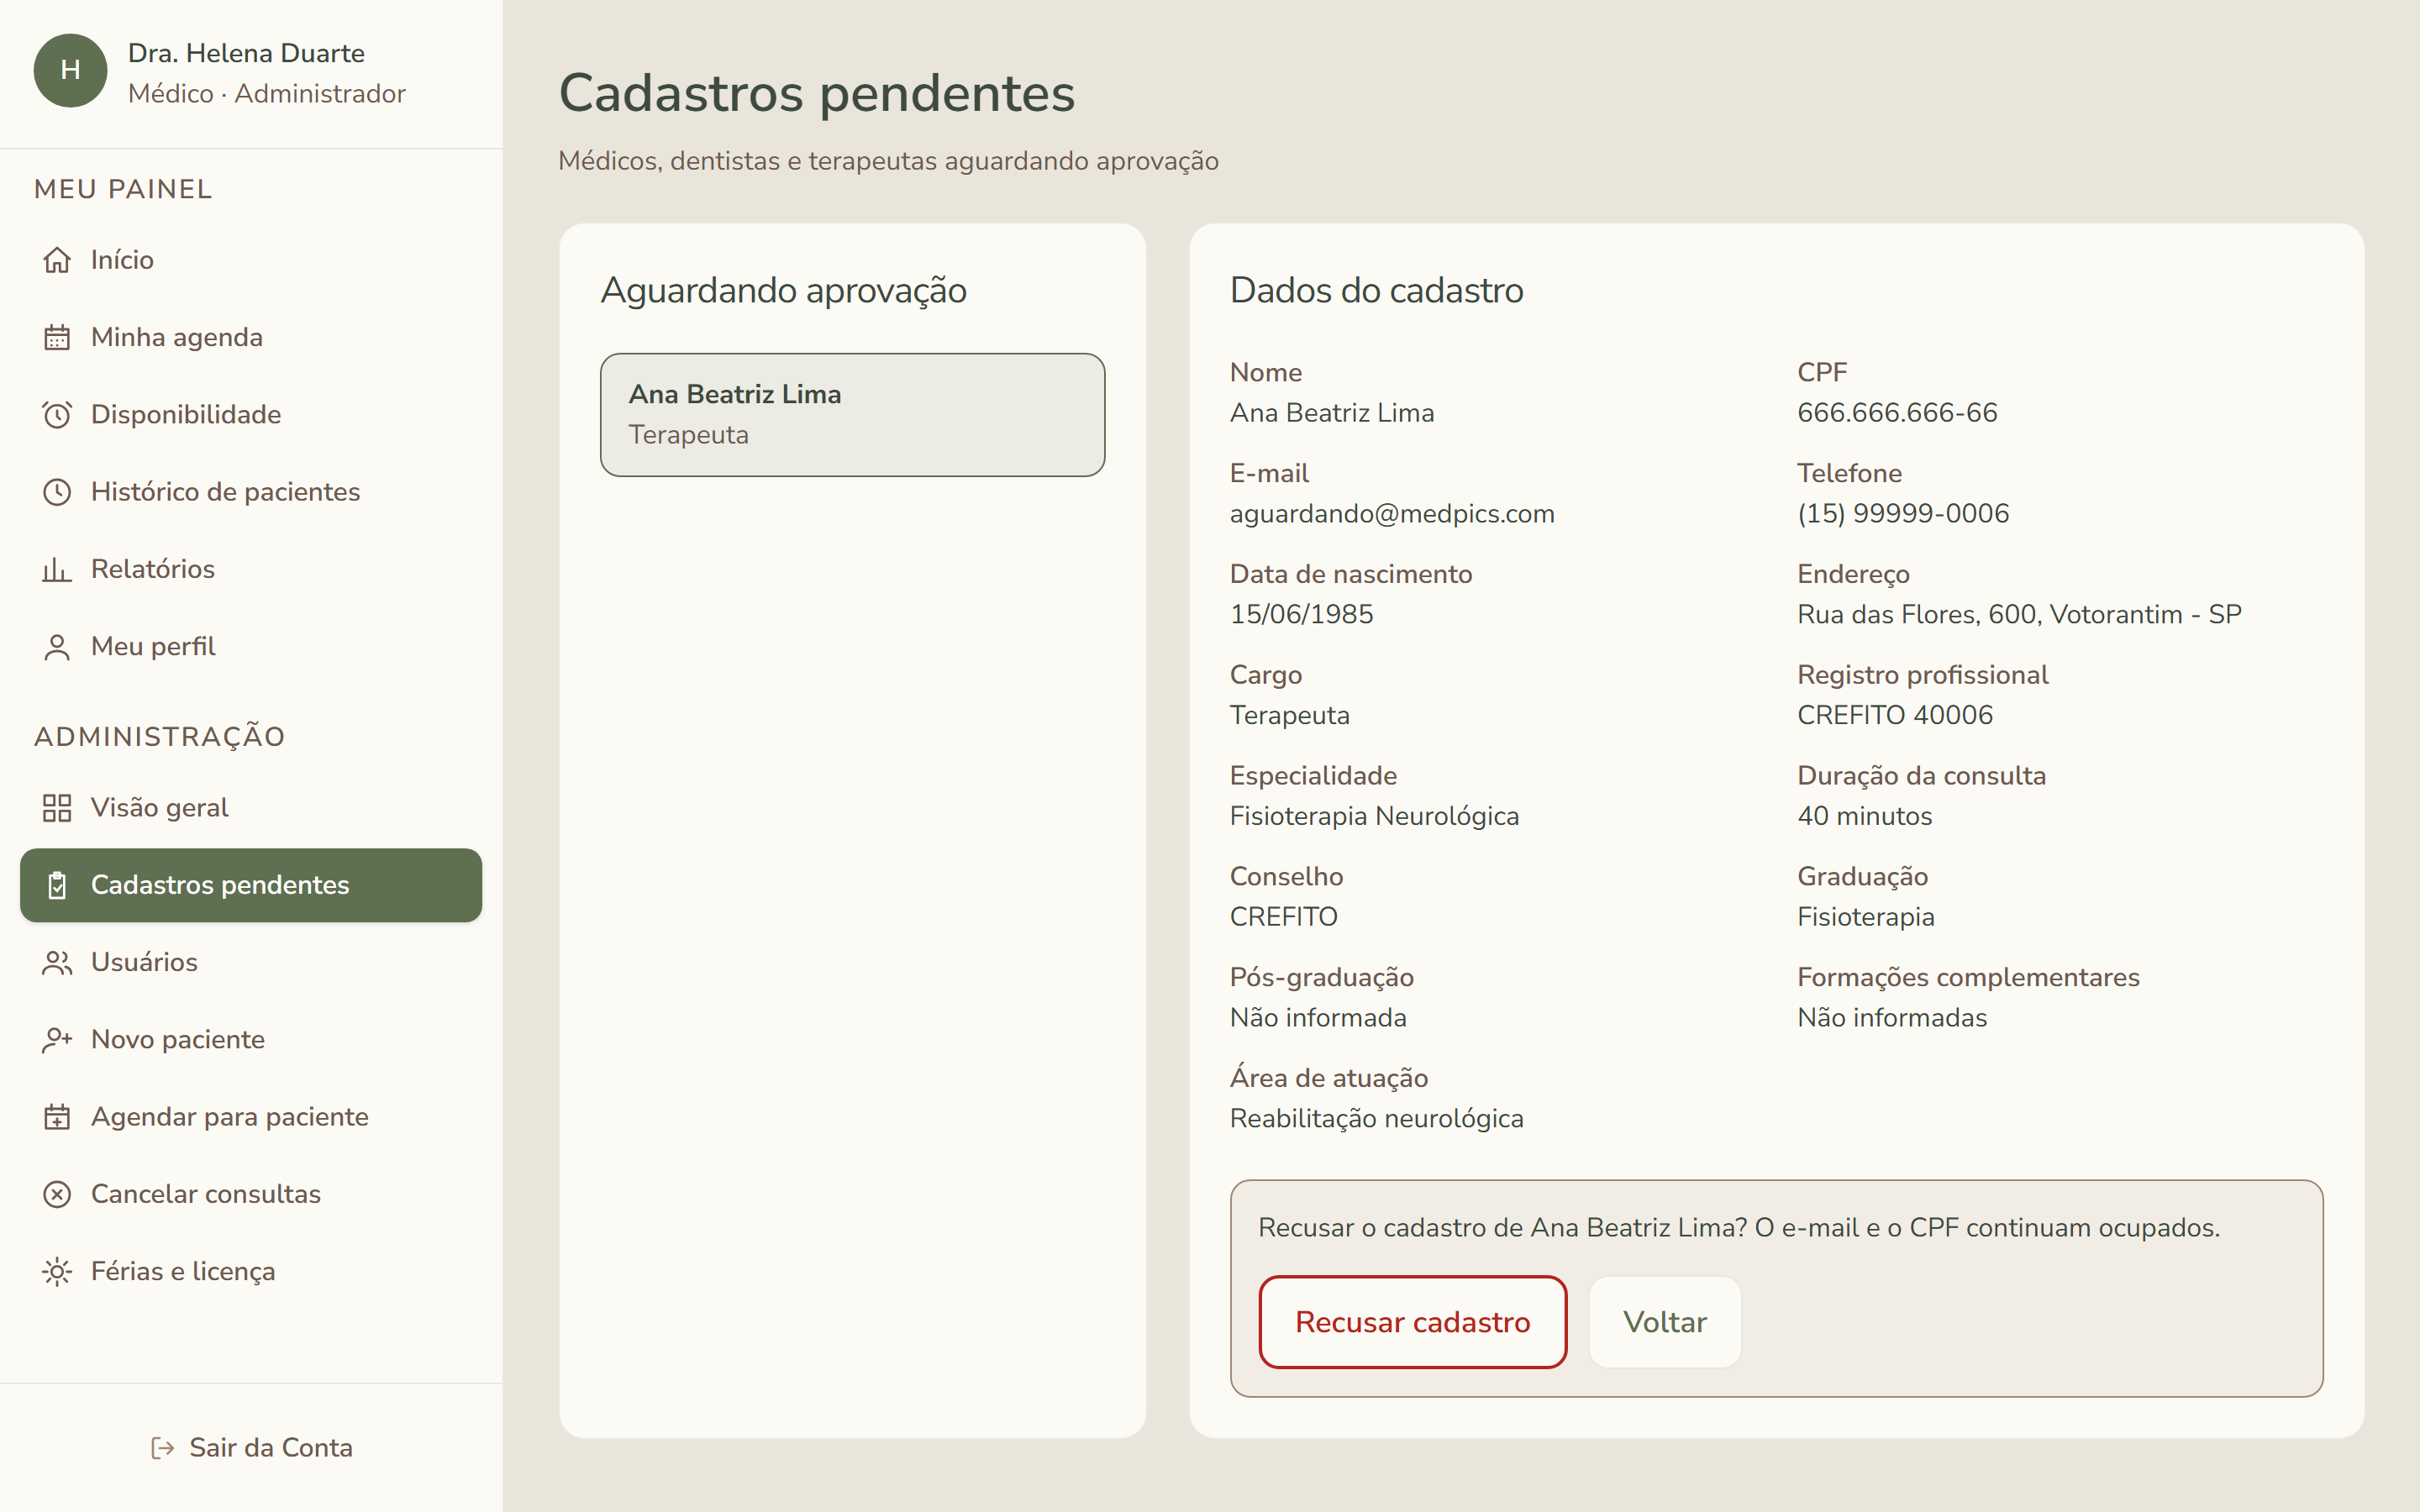 H
Dra. Helena Duarte
Médico · Administrador
MEU PAINEL
Início
Minha agenda
Disponibilidade
Histórico de pacientes
Relatórios
Meu perfil
ADMINISTRAÇÃO
Visão geral
Cadastros pendentes
Usuários
Novo paciente
Agendar para paciente
Cancelar consultas
Férias e licença
Sair da Conta
Cadastros pendentes
Médicos, dentistas e terapeutas aguardando aprovação
Aguardando aprovação
Ana Beatriz Lima
Terapeuta
Dados do cadastro
Nome
Ana Beatriz Lima
CPF
666.666.666-66
E-mail
aguardando@medpics.com
Telefone
(15) 99999-0006
Data de nascimento
15/06/1985
Endereço
Rua das Flores, 600, Votorantim - SP
Cargo
Terapeuta
Registro profissional
CREFITO 40006
Especialidade
Fisioterapia Neurológica
Duração da consulta
40 minutos
Conselho
CREFITO
Graduação
Fisioterapia
Pós-graduação
Não informada
Formações complementares
Não informadas
Área de atuação
Reabilitação neurológica
Recusar o cadastro de Ana Beatriz Lima? O e-mail e o CPF continuam ocupados.
Recusar cadastro
Voltar